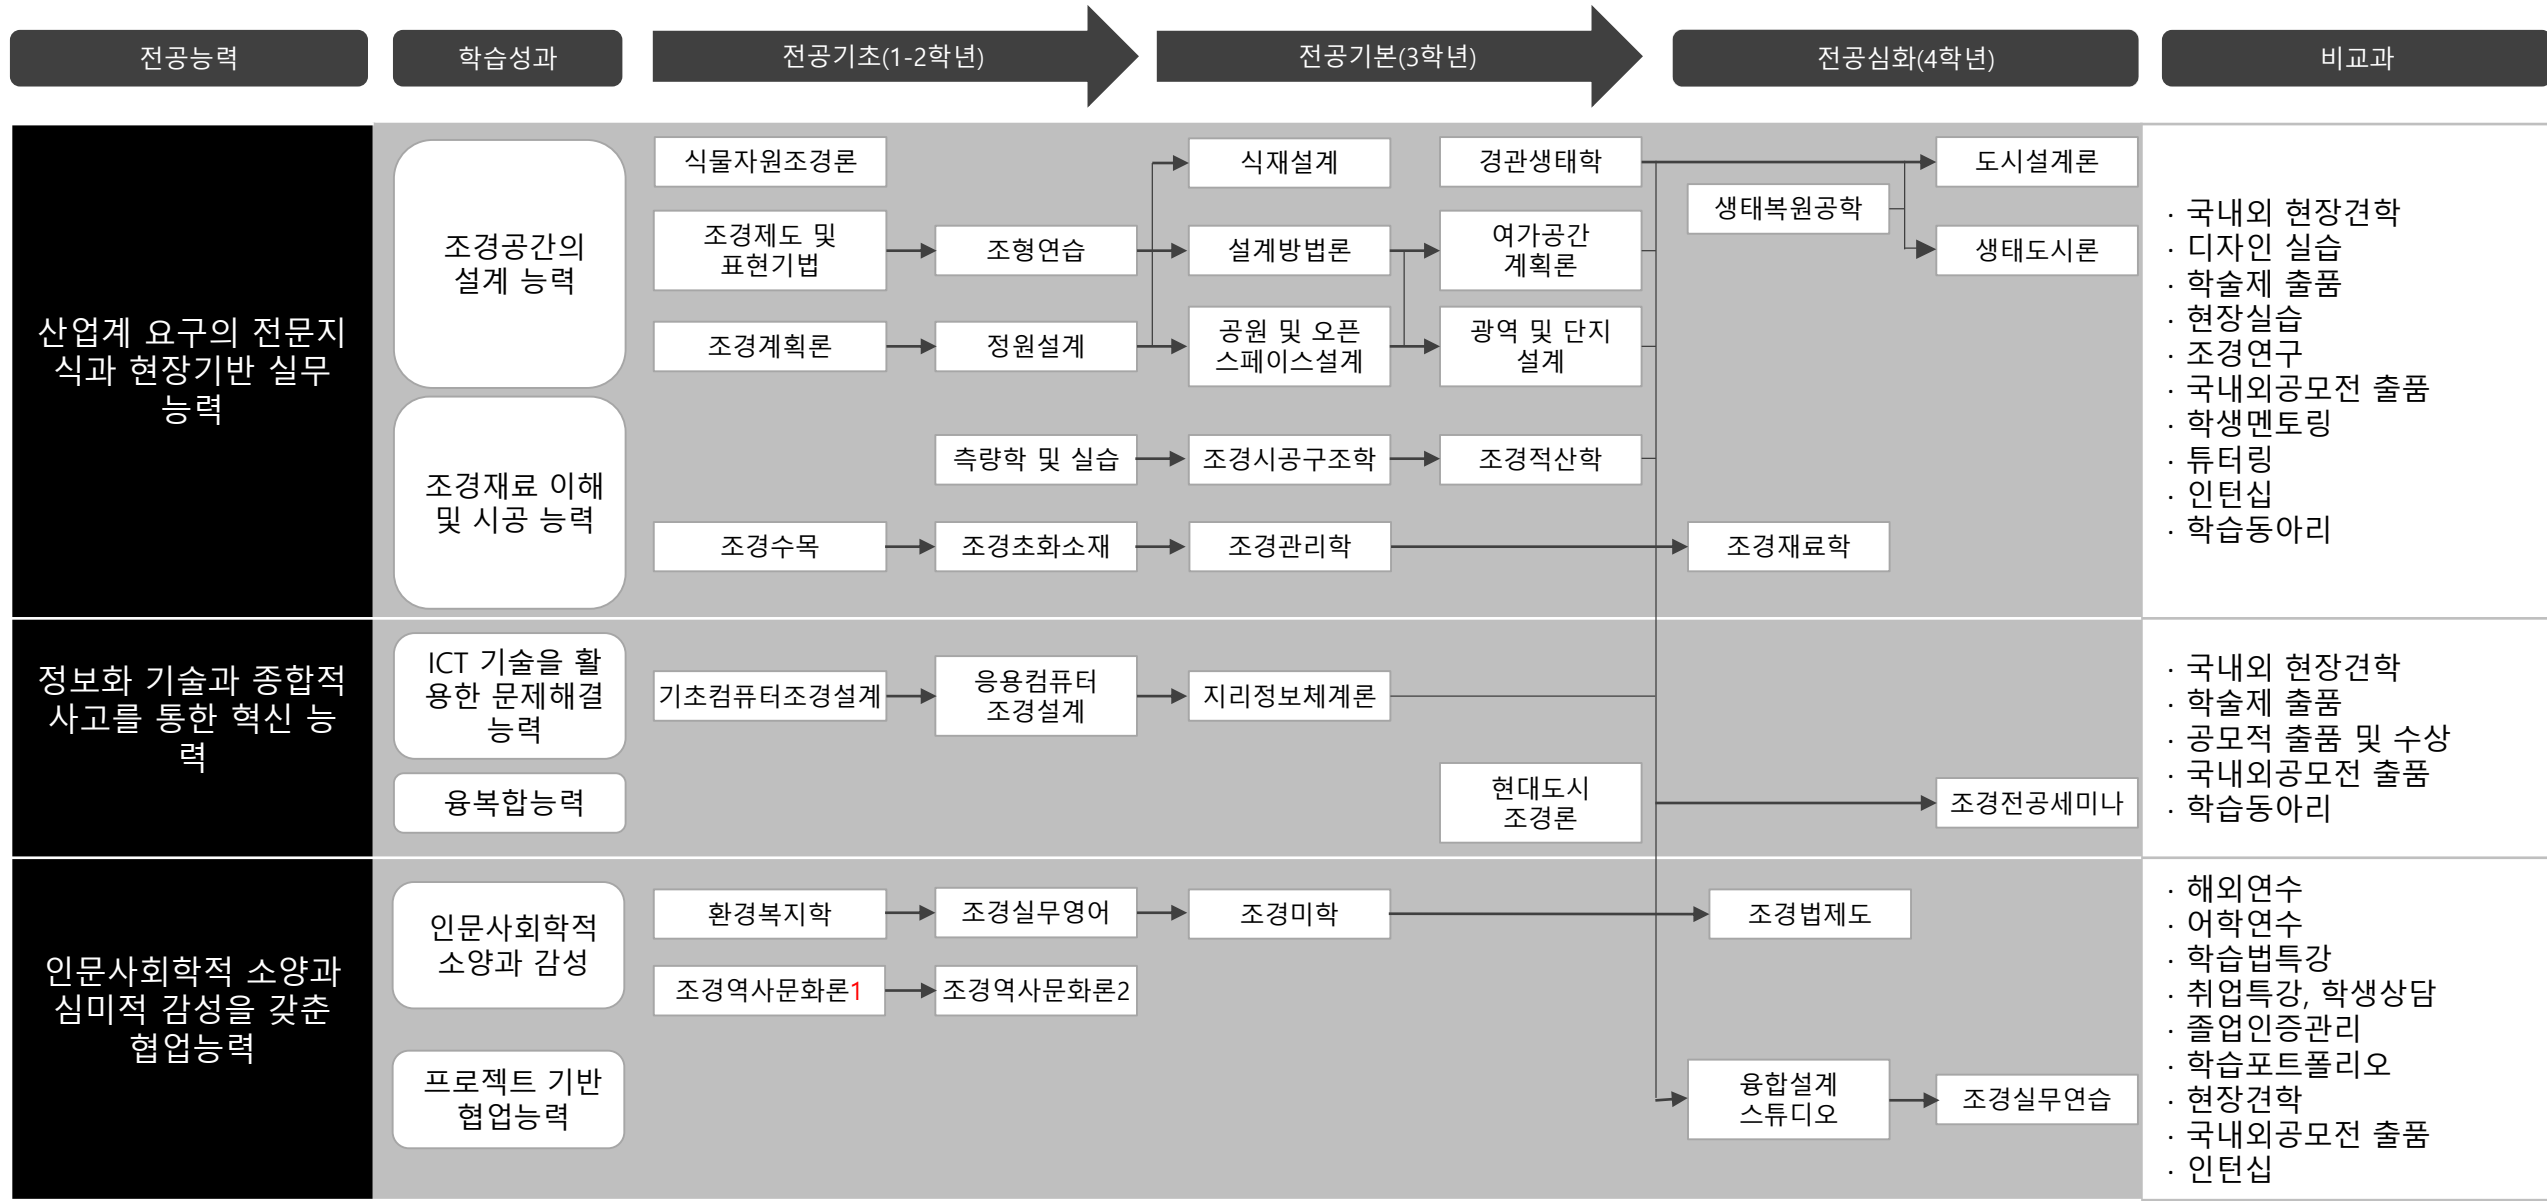 전공능력
학습성과
전공기초(1-2학년)
전공기본(3학년)
전공심화(4학년)
비교과
산업계 요구의 전문지
식과 현장기반 실무
능력
조경공간의
설계 능력
식물자원조경론
식재설계
경관생태학
도시설계론
생태복원공학
조경제도 및
표현기법
조형연습
설계방법론
여가공간
계획론
생태도시론
조경계획론
정원설계
공원 및 오픈
스페이스설계
광역 및 단지
설계
조경재료 이해
및 시공 능력
측량학 및 실습
조경시공구조학
조경적산학
조경수목
조경초화소재
조경관리학
조경재료학
· 국내외 현장견학
· 디자인 실습
· 학술제 출품
· 현장실습
· 조경연구
· 국내외공모전 출품
· 학생멘토링
· 튜터링
· 인턴십
· 학습동아리
정보화 기술과 종합적
사고를 통한 혁신 능
력
ICT 기술을 활
용한 문제해결
능력
기초컴퓨터조경설계
응용컴퓨터
조경설계
지리정보체계론
융복합능력
현대도시
조경론
조경전공세미나
· 국내외 현장견학
· 학술제 출품
· 공모적 출품 및 수상
· 국내외공모전 출품
· 학습동아리
인문사회학적 소양과
심미적 감성을 갖춘
협업능력
인문사회학적
소양과 감성
환경복지학
조경실무영어
조경미학
조경법제도
조경역사문화론1
조경역사문화론2
프로젝트 기반
협업능력
융합설계
스튜디오
조경실무연습
· 해외연수
· 어학연수
· 학습법특강
· 취업특강, 학생상담
· 졸업인증관리
· 학습포트폴리오
· 현장견학
· 국내외공모전 출품
· 인턴십